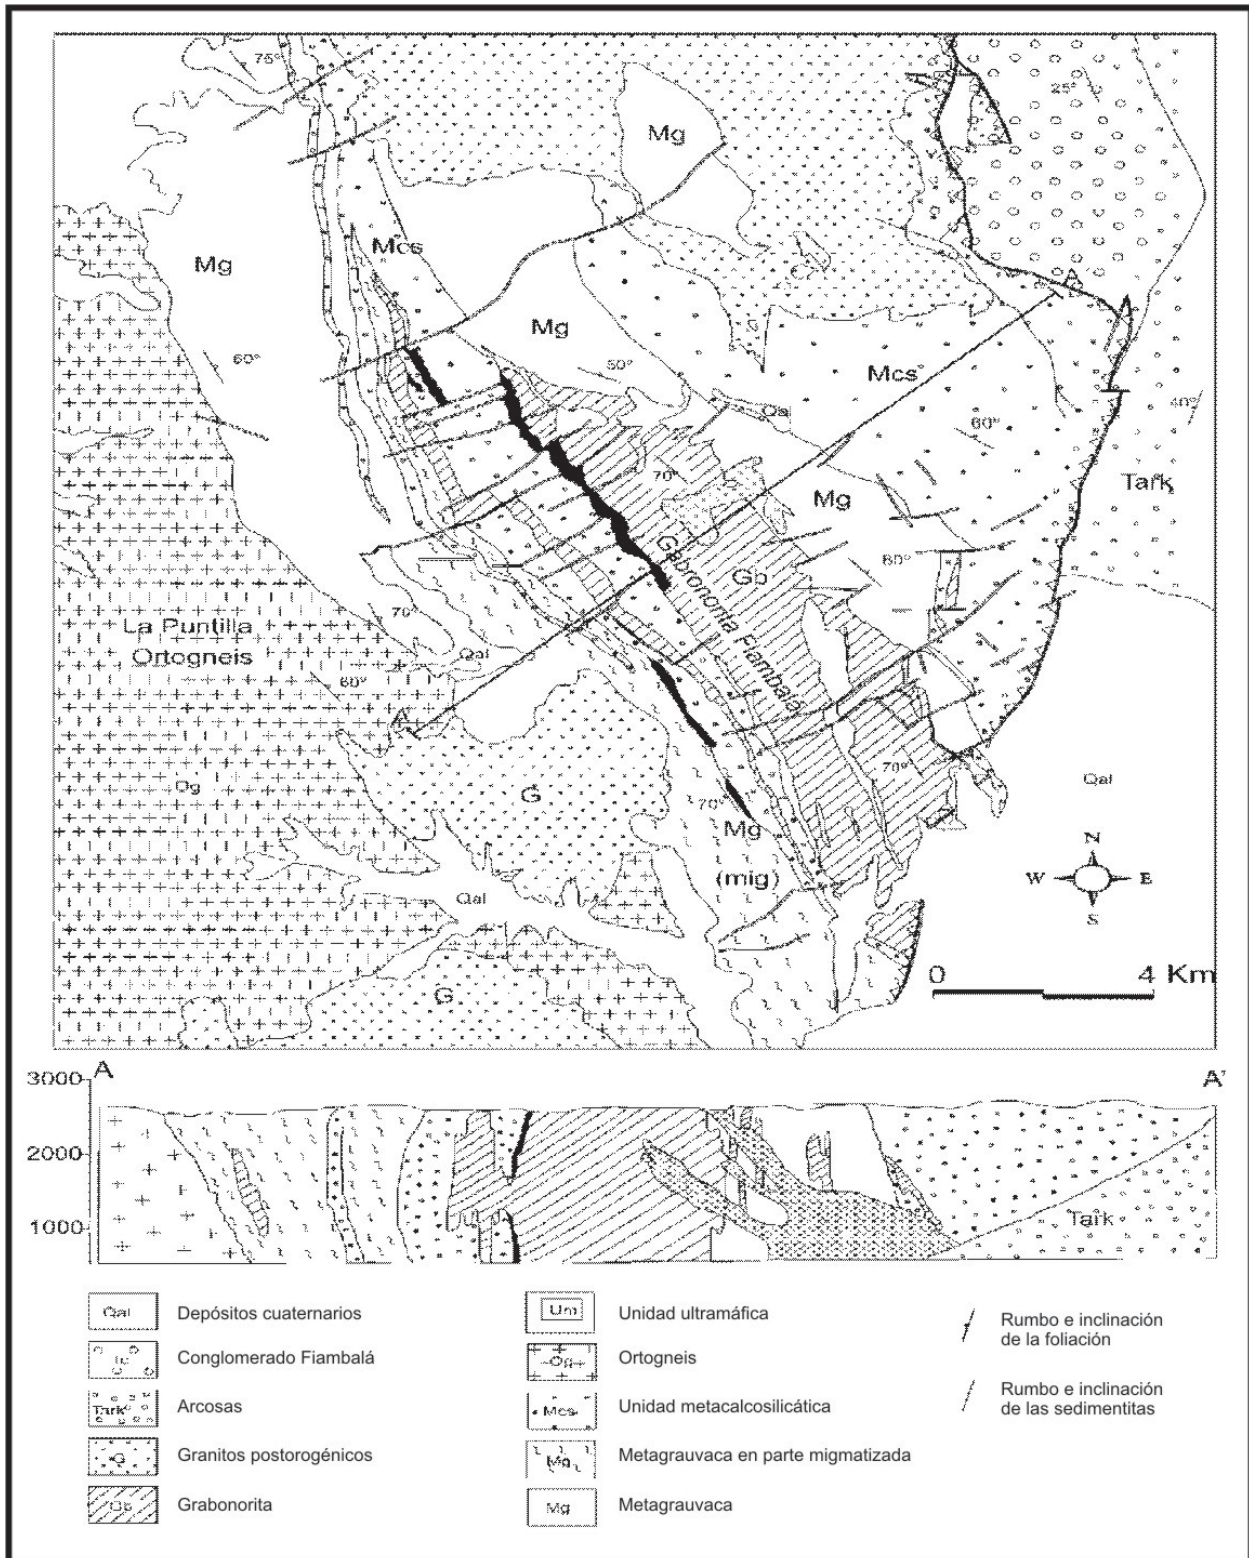 75°
25°
Mg
Mcs
Mg
A'
60°
Mg
50°
Mcs
Qal
60°
40°
70°
Mg
Tark
Gb
80°
Gabronorita Fiambalá
70°
La Puntilla
Ortogneis
Qal
60°
A
Og
G
70°
Qal
70°
Mg
(mig)
N
W E
S
Qal
0 4 Km
G
3000 A A'
2000
1000
Tark
Qal Depósitos cuaternarios
Conglomerado Fiambalá
Tark Arcosas
G Granitos postorogénicos
Gb Grabonorita
Um Unidad ultramáfica
Og Ortogneis
Mcs Unidad metacalcosilicática
Mg Metagrauvaca en parte migmatizada
Mg Metagrauvaca
Rumbo e inclinación
de la foliación
Rumbo e inclinación
de las sedimentitas